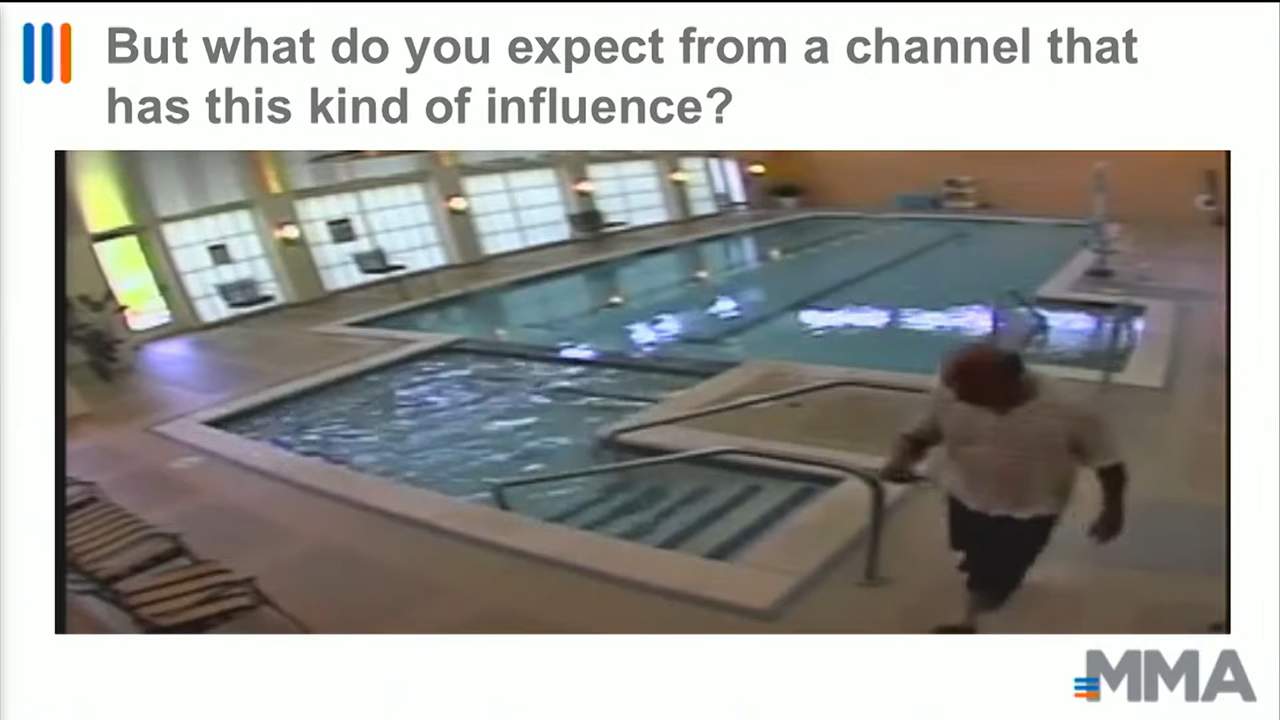 But what do you expect from a channel that
has this kind of influence?
MMA